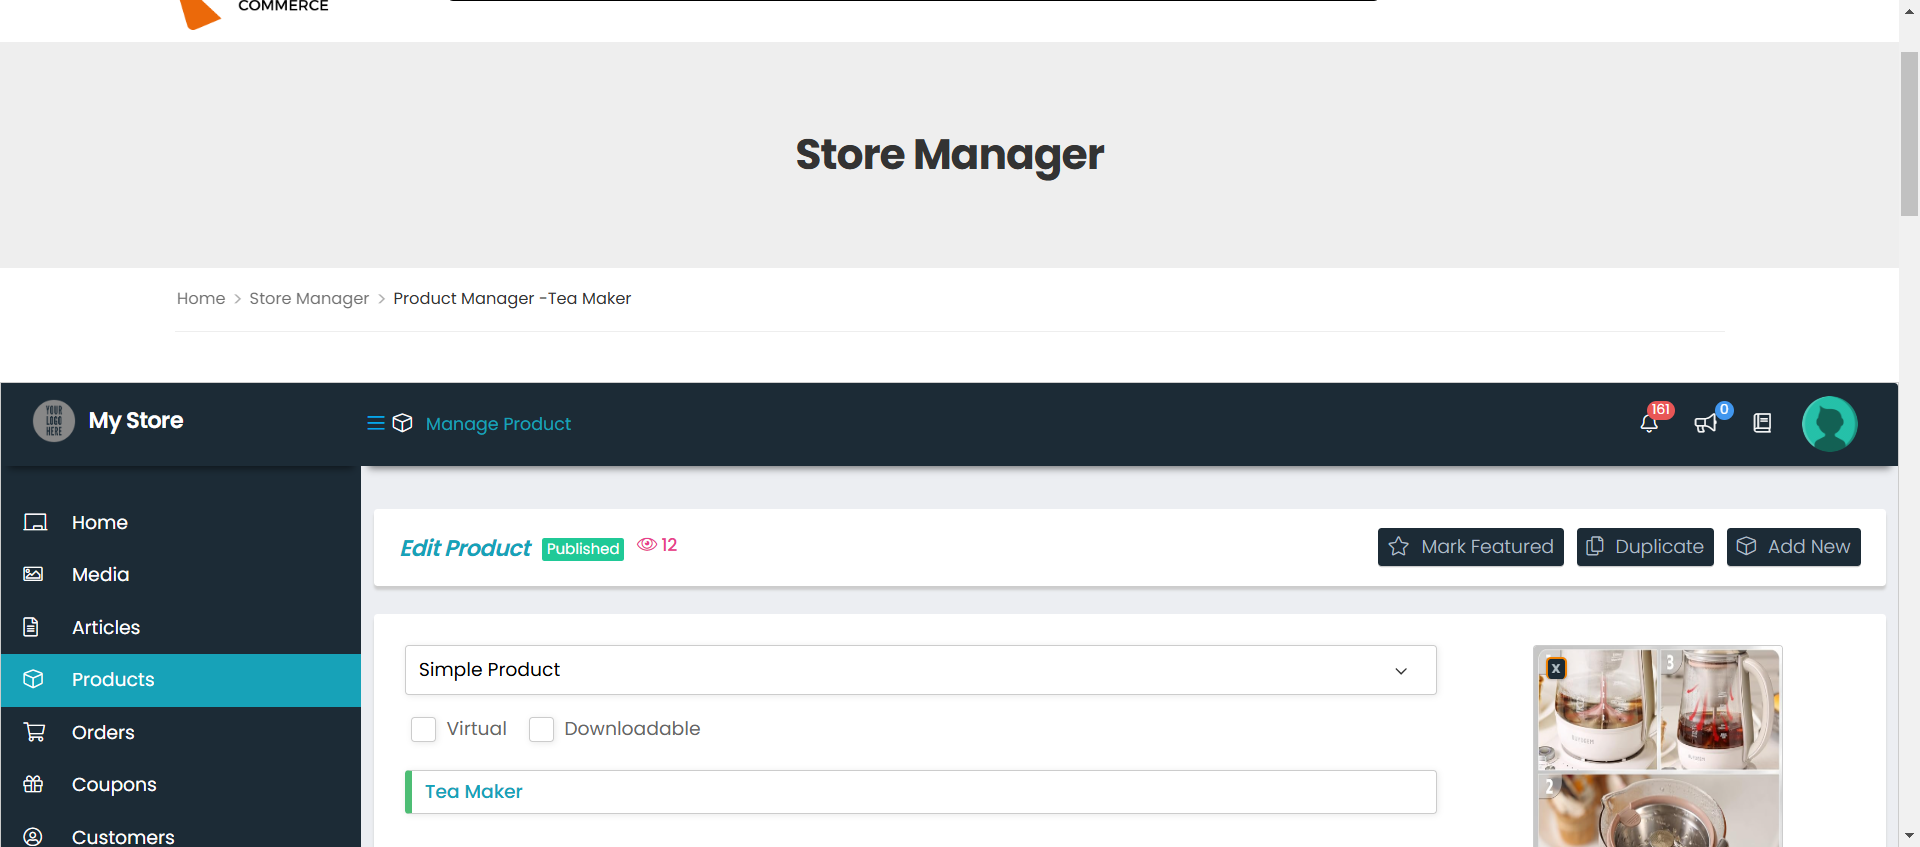 COMMERCE
Store Manager
Home > Store Manager > Product Manager -Tea Maker
YOUR
LOGO
HERE
My Store
Manage Product
161
0
Home
Media
Articles
Products
Orders
Coupons
Customers
Edit Product Published 12
Mark Featured Duplicate Add New
Simple Product
Virtual Downloadable
Tea Maker
x
3
2